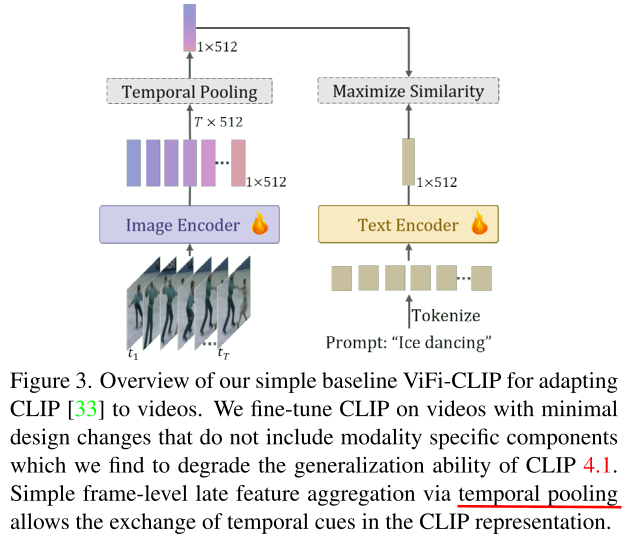 1×512
Temporal Pooling
Maximize Similarity
T × 512
1×512
1×512
Image Encoder
Text Encoder
t1
tT
Tokenize
Prompt: “Ice dancing”
Figure 3. Overview of our simple baseline ViFi-CLIP for adapting
CLIP [33] to videos. We fine-tune CLIP on videos with minimal
design changes that do not include modality specific components
which we find to degrade the generalization ability of CLIP 4.1.
Simple frame-level late feature aggregation via temporal pooling
allows the exchange of temporal cues in the CLIP representation.